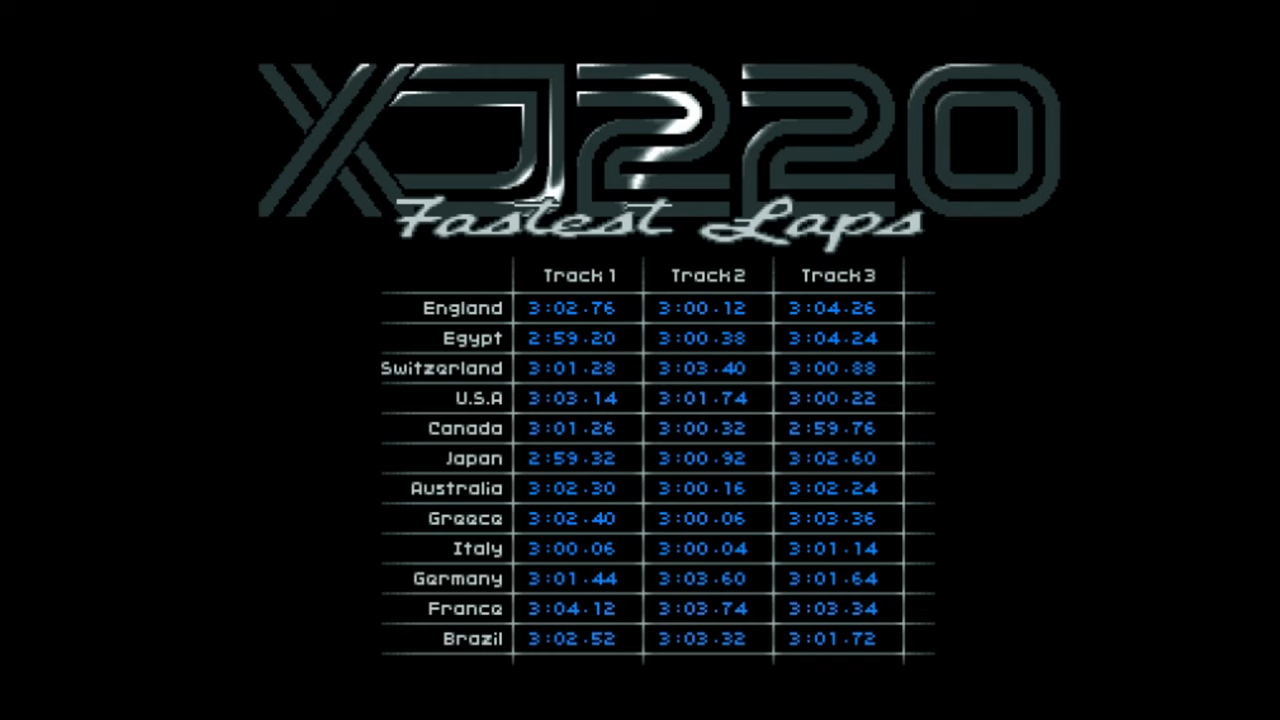 XJ220
Fastest Laps
Track1 Track2 Track3
England 3:02.76 3:00.12 3:04.26
Egypt 2:59.20 3:00.38 3:04.24
Switzerland 3:01.28 3:03.40 3:00.88
U.S.A 3:03.14 3:01.74 3:00.22
Canada 3:01.26 3:00.32 2:59.76
Japan 2:59.32 3:00.92 3:02.60
Australia 3:02.30 3:00.16 3:02.24
Greece 3:02.40 3:00.06 3:03.36
Italy 3:00.06 3:00.04 3:01.14
Germany 3:01.44 3:03.60 3:01.64
France 3:04.12 3:03.74 3:03.34
Brazil 3:02.52 3:03.32 3:01.72